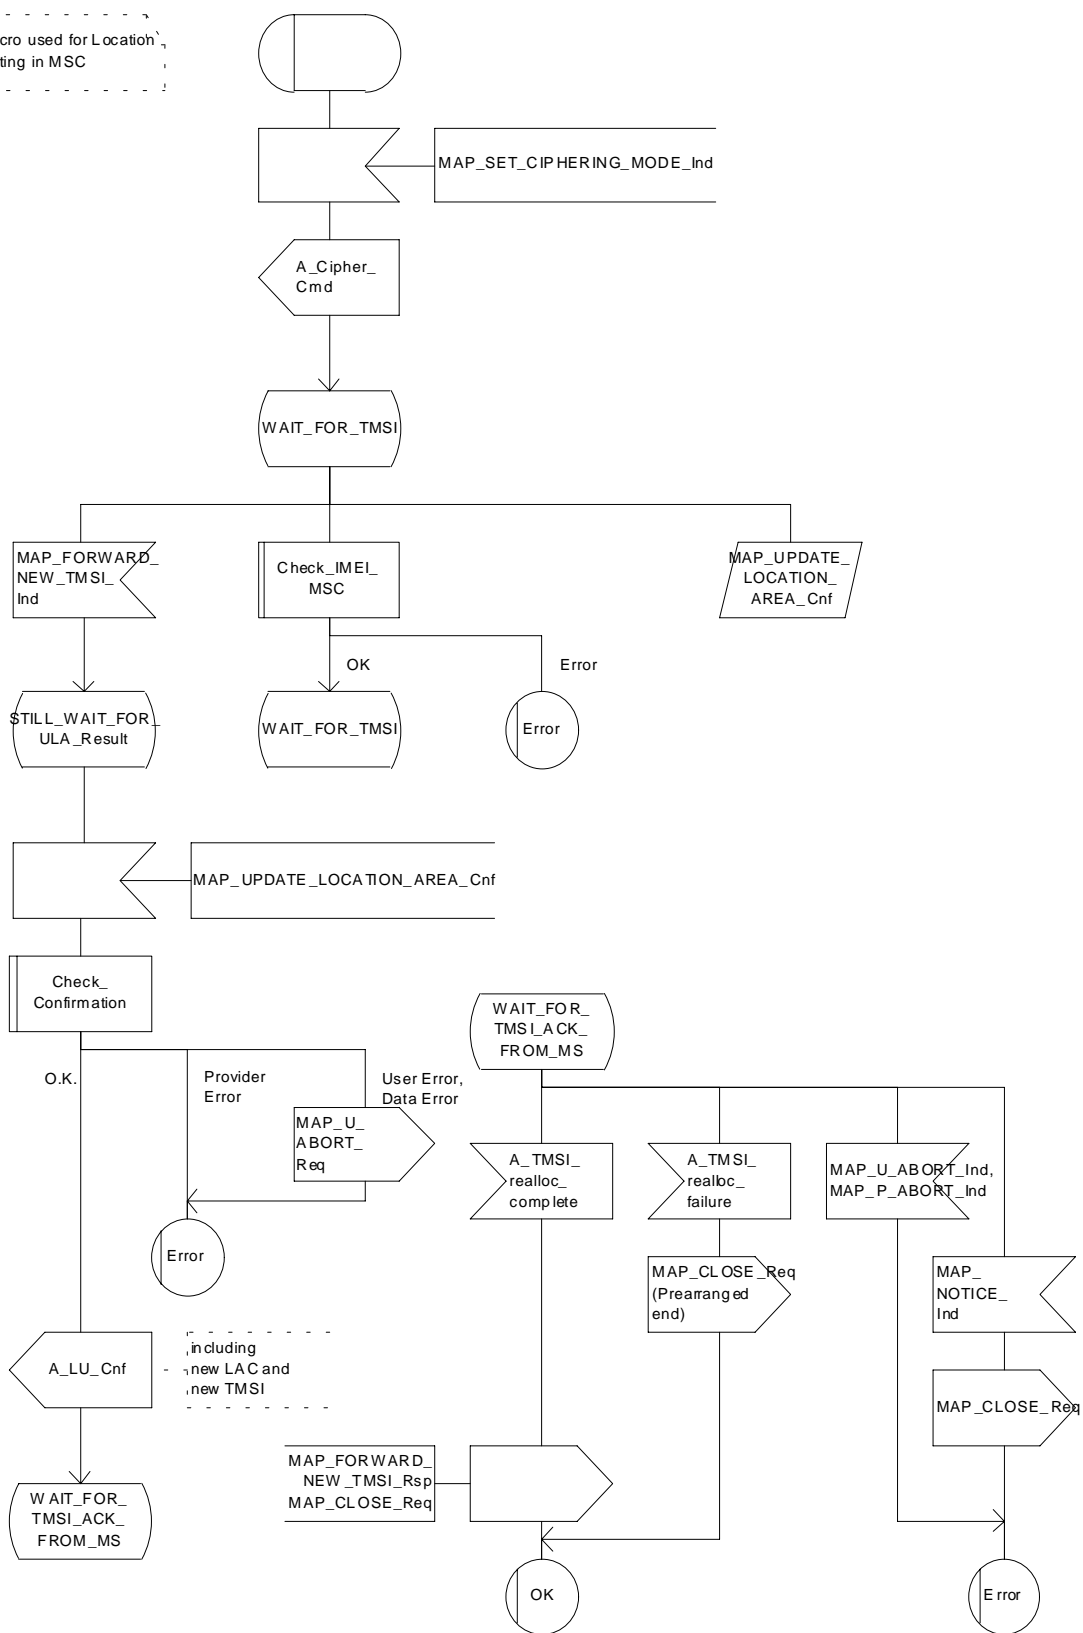 cro used for Location
ting in MSC
MAP_SET_CIPHERING_MODE_Ind
A_Cipher_
Cmd
WAIT_FOR_TMSI
MAP_FORWARD_
NEW_TMSI_
Ind
Check_IMEI_
MSC
MAP_UPDATE_
LOCATION_
AREA_Cnf
OK
Error
STILL_WAIT_FOR_
ULA_Result
WAIT_FOR_TMSI
Error
MAP_UPDATE_LOCATION_AREA_Cnf
Check_
Confirmation
O.K.
Provider
Error
User Error,
Data Error
MAP_U_
ABORT_
Req
Error
A_LU_Cnf
including
new LAC and
new TMSI
WAIT_FOR_
TMSI_ACK_
FROM_MS
WAIT_FOR_
TMSI_ACK_
FROM_MS
A_TMSI_
realloc_
complete
A_TMSI_
realloc_
failure
MAP_U_ABORT_Ind,
MAP_P_ABORT_Ind
MAP_CLOSE_Req
(Prearranged
end)
MAP_
NOTICE_
Ind
MAP_CLOSE_Req
MAP_FORWARD_
NEW_TMSI_Rsp
MAP_CLOSE_Req
OK
Error